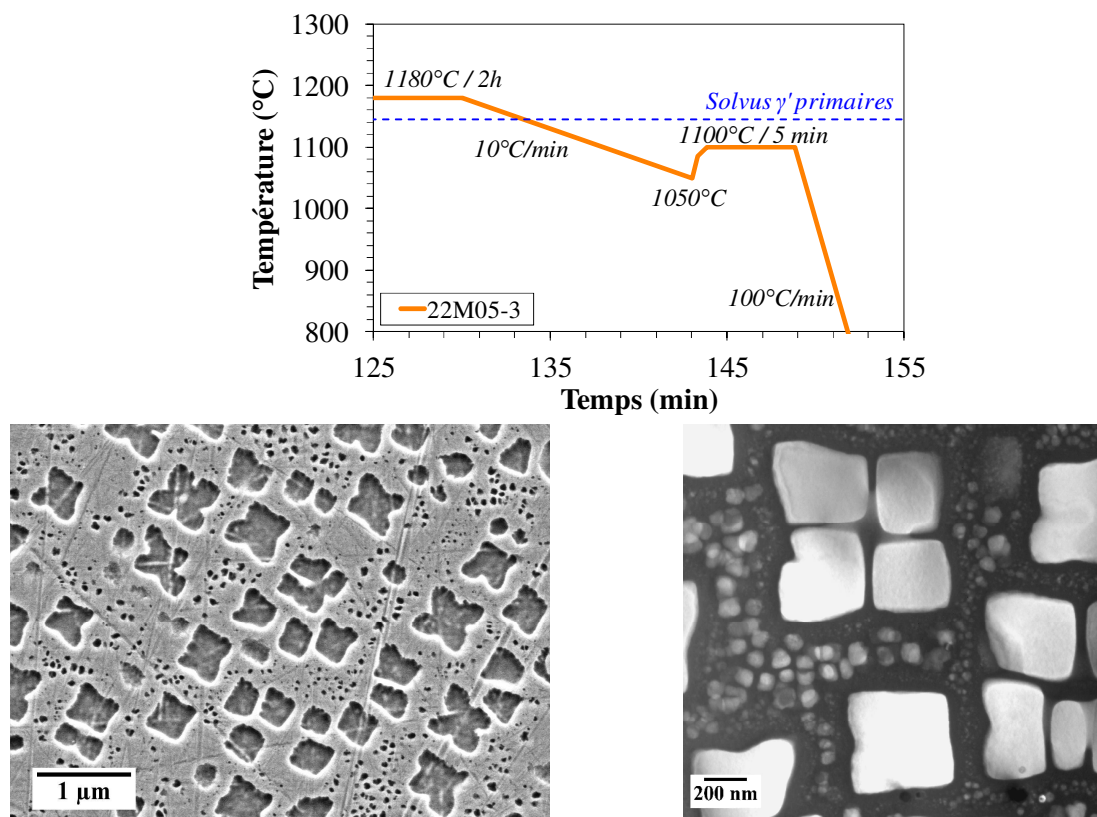 1300
1200
1100
1000
900
800
Température (°C)
1180°C / 2h
Solvus γ' primaires
10°C/min
1100°C / 5 min
1050°C
100°C/min
22M05-3
125
135
145
155
Temps (min)
1 µm
200 nm